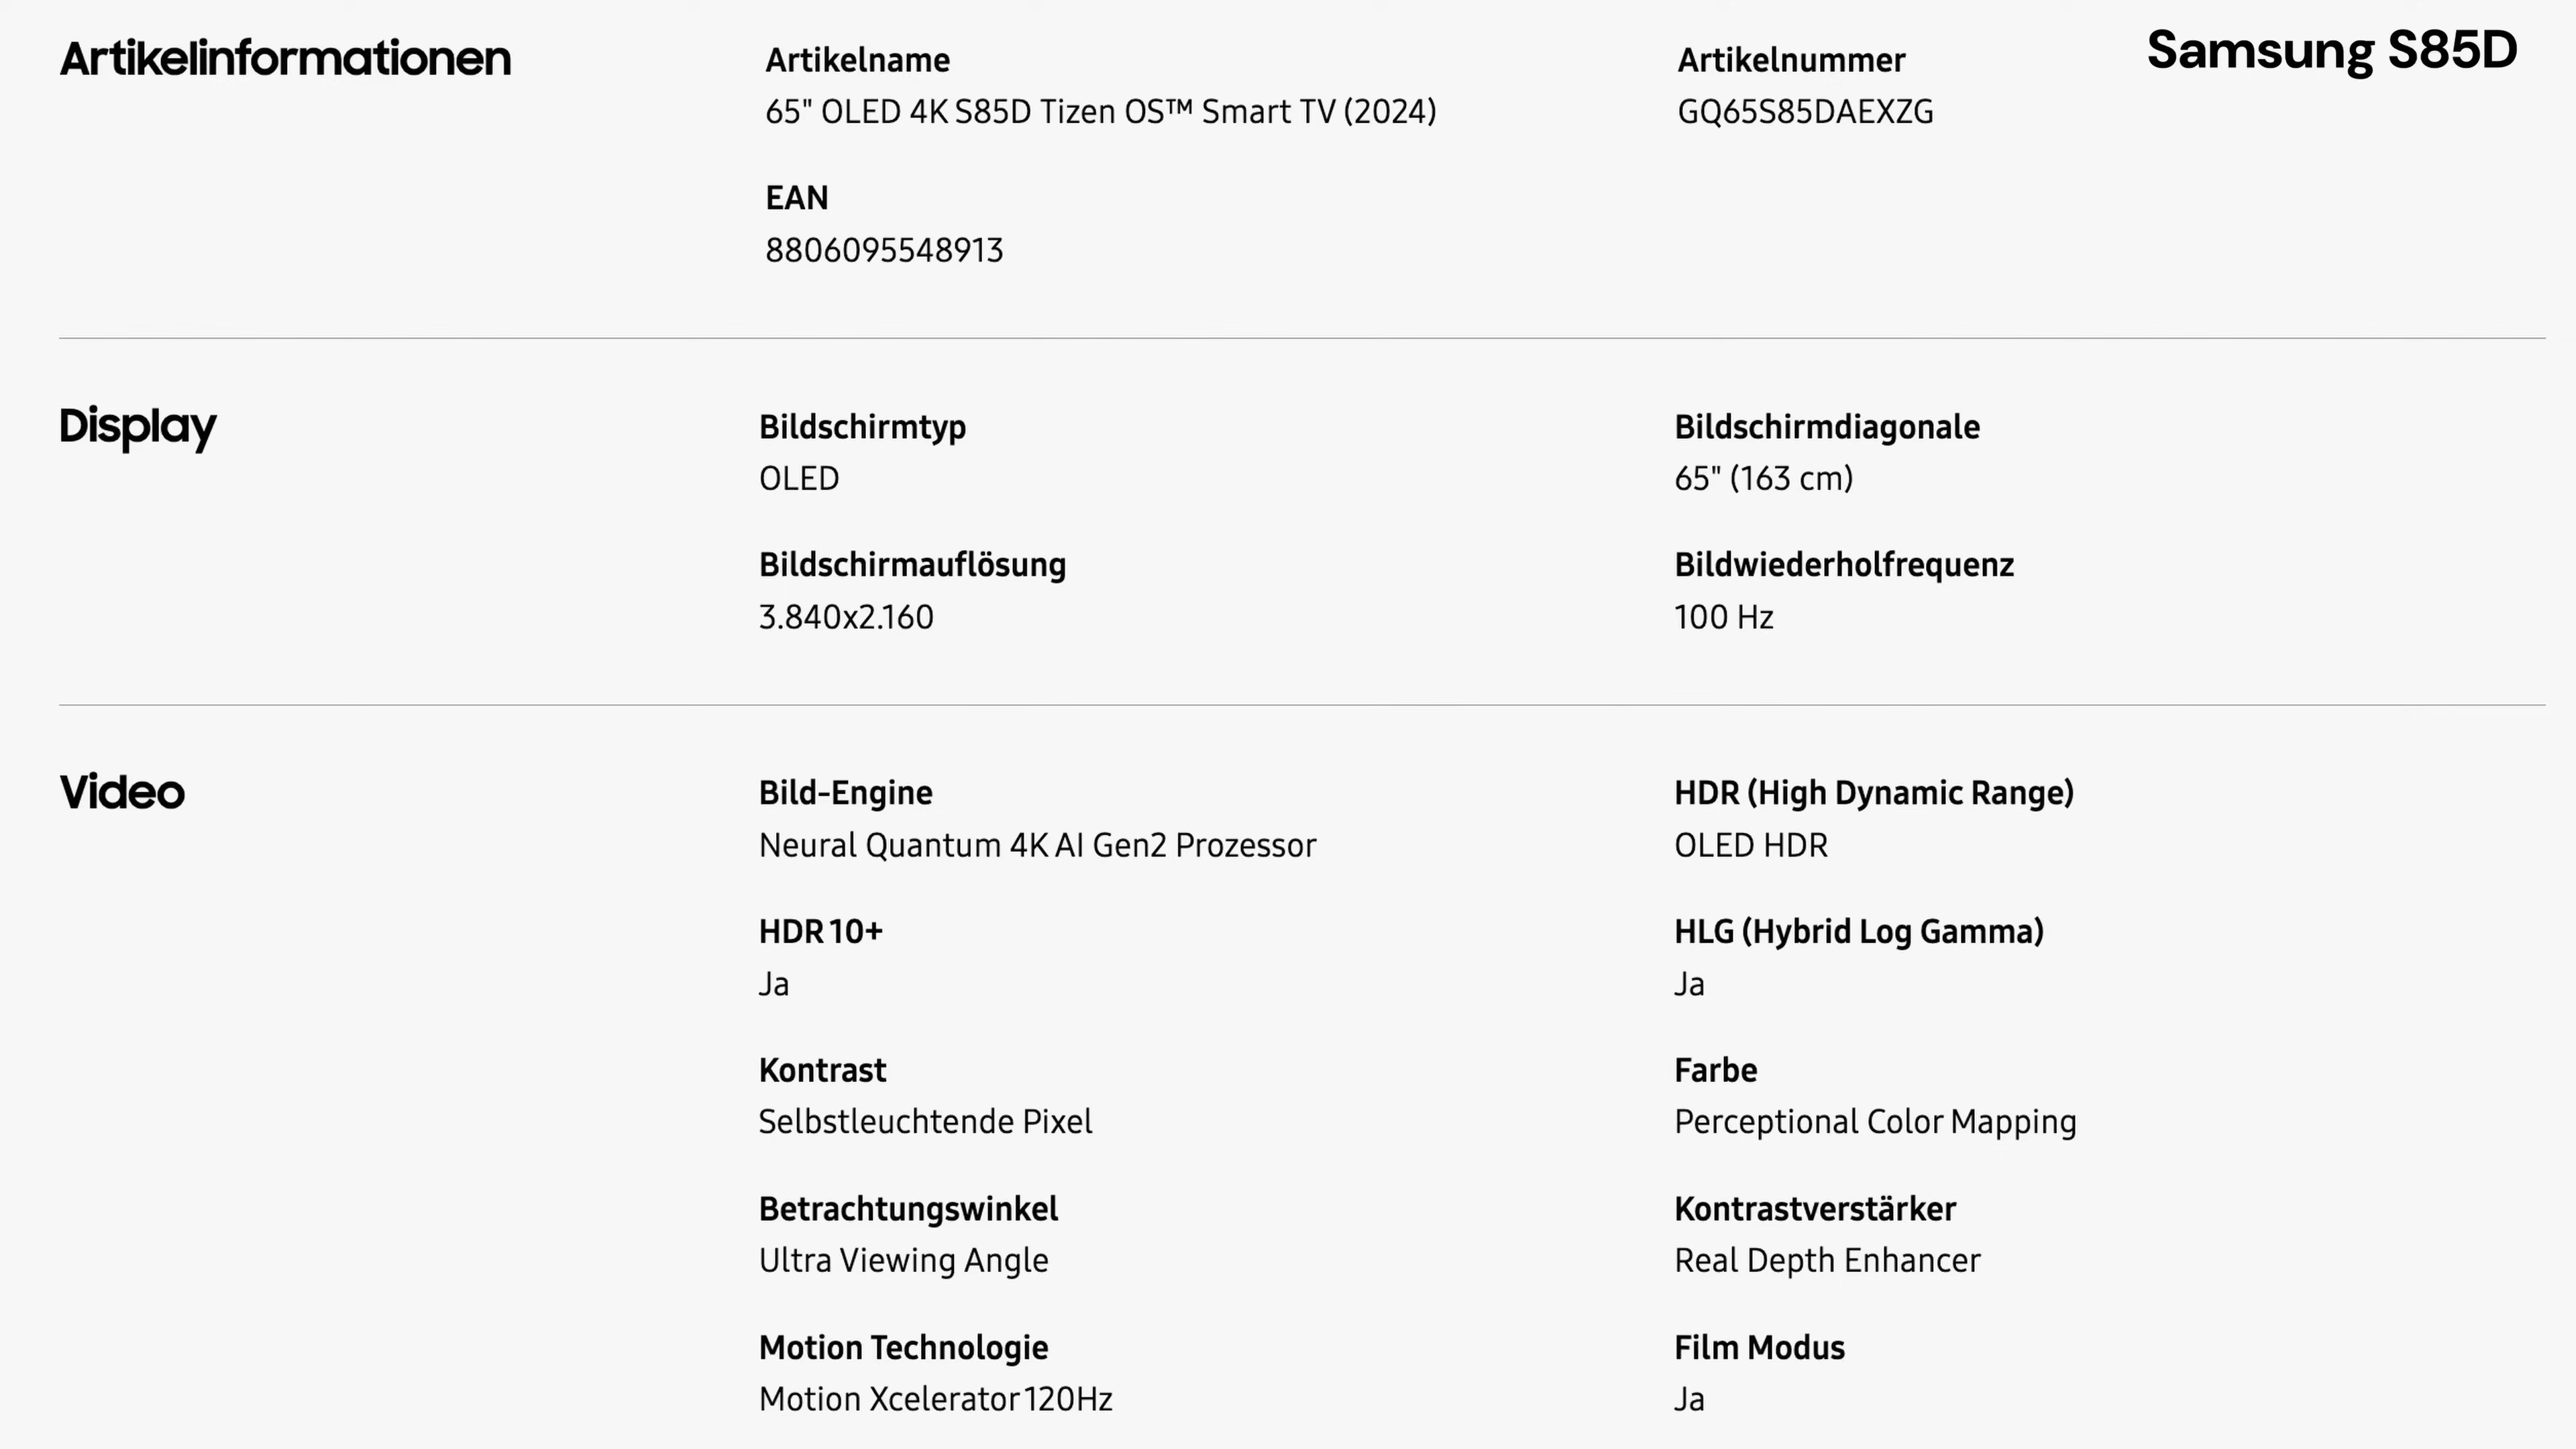 Artikelinformationen
Samsung S85D
Artikelname
65" OLED 4K S85D Tizen OS™ Smart TV (2024)
Artikelnummer
GQ65S85DAEXZG
EAN
8806095548913
Display
Bildschirmtyp
OLED
Bildschirmdiagonale
65" (163 cm)
Bildschirmauflösung
3.840x2.160
Bildwiederholfrequenz
100 Hz
Video
Bild-Engine
Neural Quantum 4K AI Gen2 Prozessor
HDR (High Dynamic Range)
OLED HDR
HDR 10+
Ja
HLG (Hybrid Log Gamma)
Ja
Kontrast
Selbstleuchtende Pixel
Farbe
Perceptional Color Mapping
Betrachtungswinkel
Ultra Viewing Angle
Kontrastverstärker
Real Depth Enhancer
Motion Technologie
Motion Xcelerator 120Hz
Film Modus
Ja